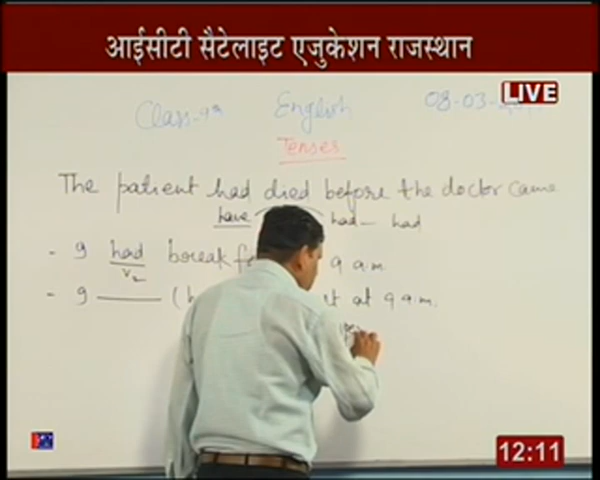 आईसीटी सैटेलाइट एजुकेशन राजस्थान
LIVE
Class-9th English 08-03-
Tenses
The patient had died before the doctor came
have had — had
- I had break 9 a.m.
V2
- I ——— ( at 9 a.m.
12:11